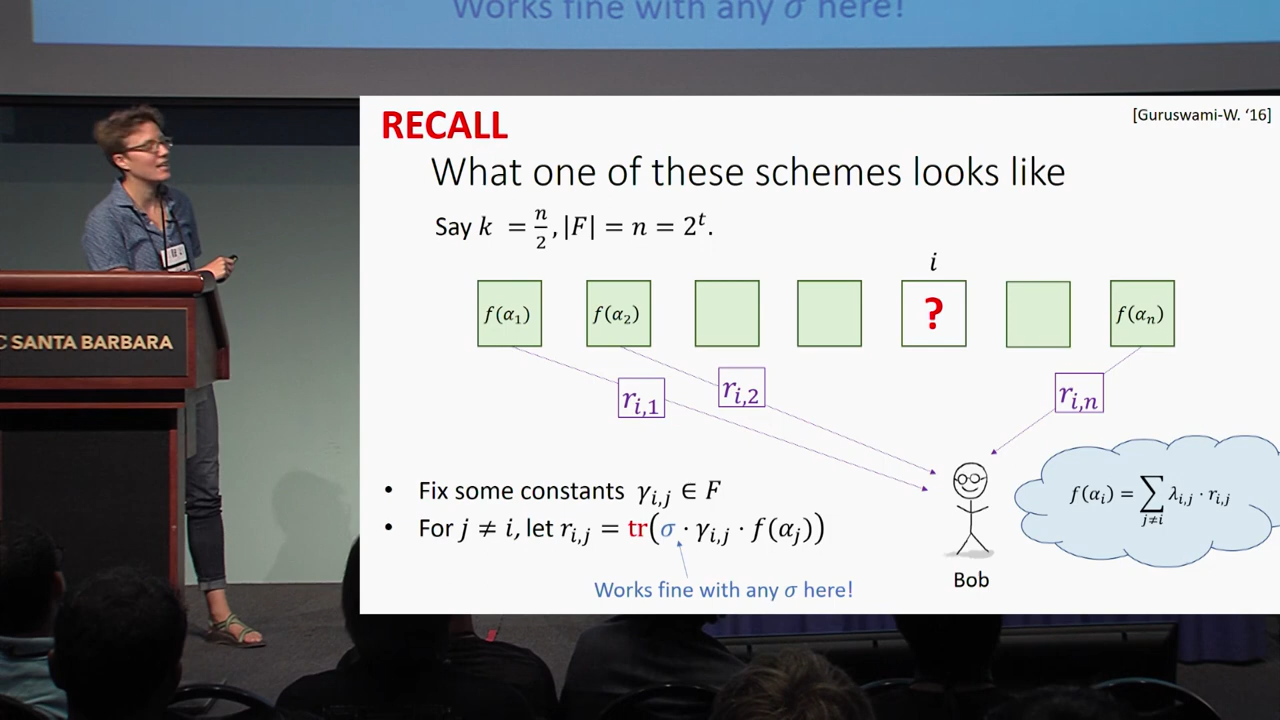 Works fine with any σ here!
C SANTA BARBARA
RECALL
[Guruswami-W. ‘16]
What one of these schemes looks like
Say k = n/2, |F| = n = 2^t.
i
f(α₁) f(α₂) ? f(αₙ)
r_{i,1} r_{i,2} r_{i,n}
• Fix some constants γ_{i,j} ∈ F
f(α_i) = ∑_{j≠i} λ_{i,j} · r_{i,j}
• For j ≠ i, let r_{i,j} = tr(σ · γ_{i,j} · f(α_j))
Bob
Works fine with any σ here!